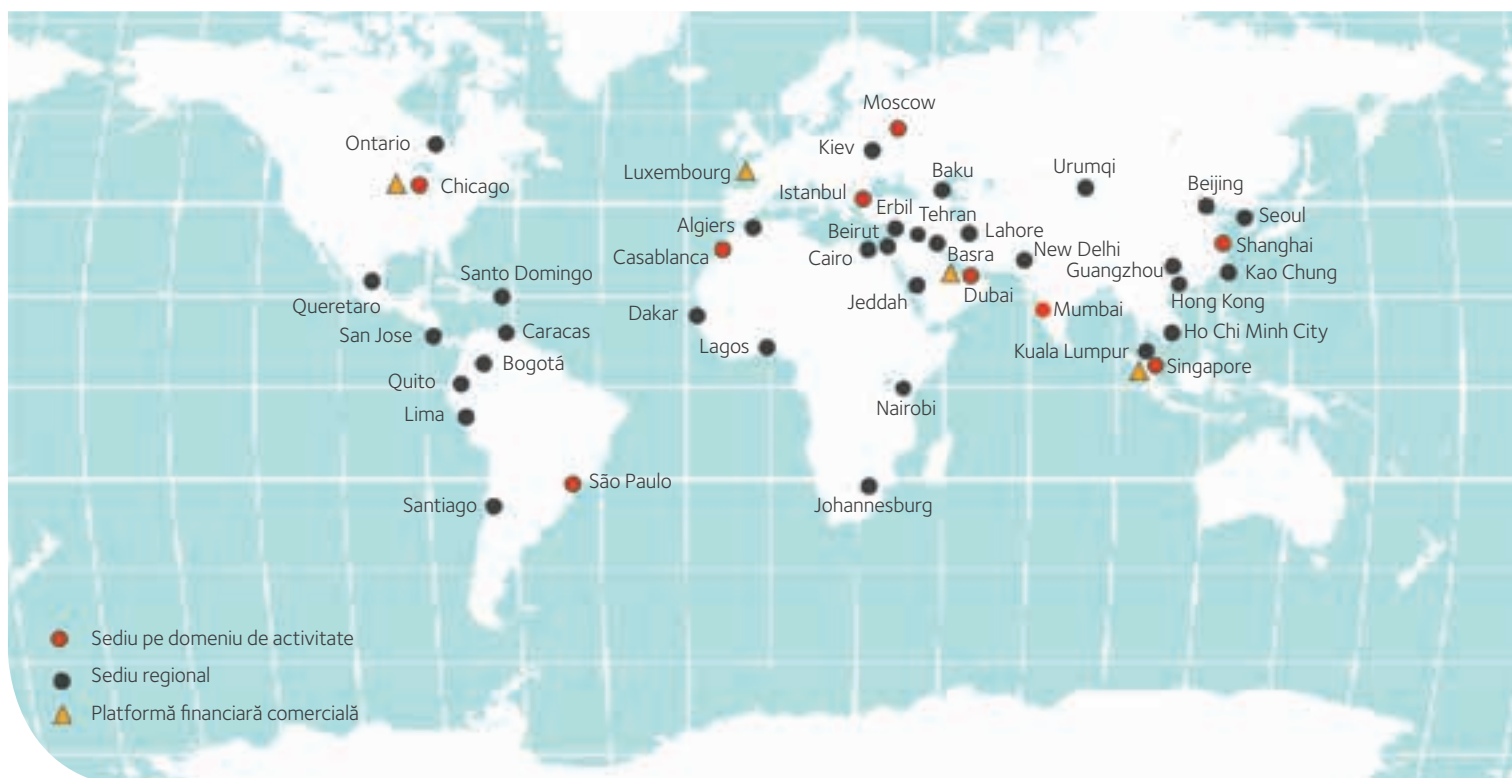 Moscow
Ontario
Kiev
Luxembourg
Baku
Urumqi
Chicago
Istanbul
Beijing
Erbil
Tehran
Seoul
Algiers
Beirut
Lahore
Shanghai
Casablanca
Cairo
Basra
New Delhi
Guangzhou
Kao Chung
Santo Domingo
Jeddah
Dubai
Hong Kong
Queretaro
Dakar
Mumbai
San Jose
Caracas
Lagos
Ho Chi Minh City
Kuala Lumpur
Bogotá
Singapore
Quito
Nairobi
Lima
São Paulo
Santiago
Johannesburg
Sediu pe domeniu de activitate
Sediu regional
Platformă financiară comercială